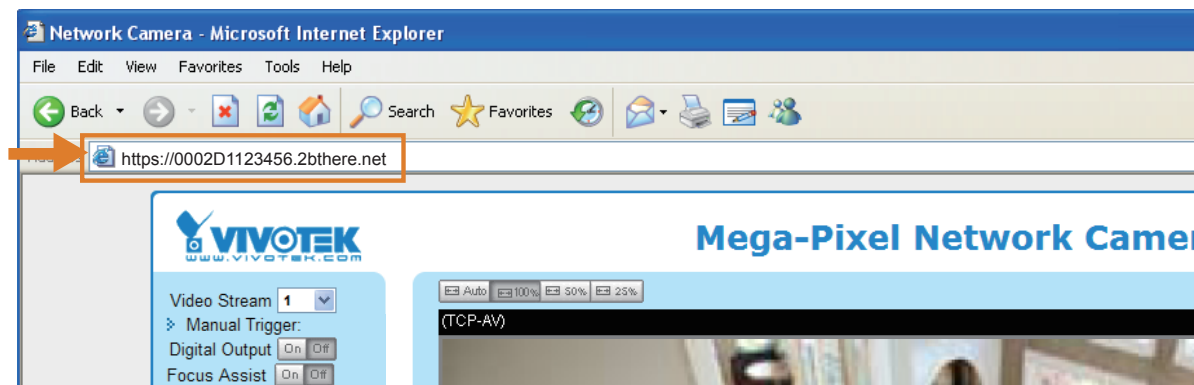 Network Camera - Microsoft Internet Explorer
File Edit View Favorites Tools Help
Back Search Favorites
https://0002D1123456.2bthere.net
VIVOTEK
www.vivotek.com
Mega-Pixel Network Camer
Auto 100% 50% 25%
Video Stream 1
(TCP-AV)
Manual Trigger:
Digital Output On Off
Focus Assist On Off